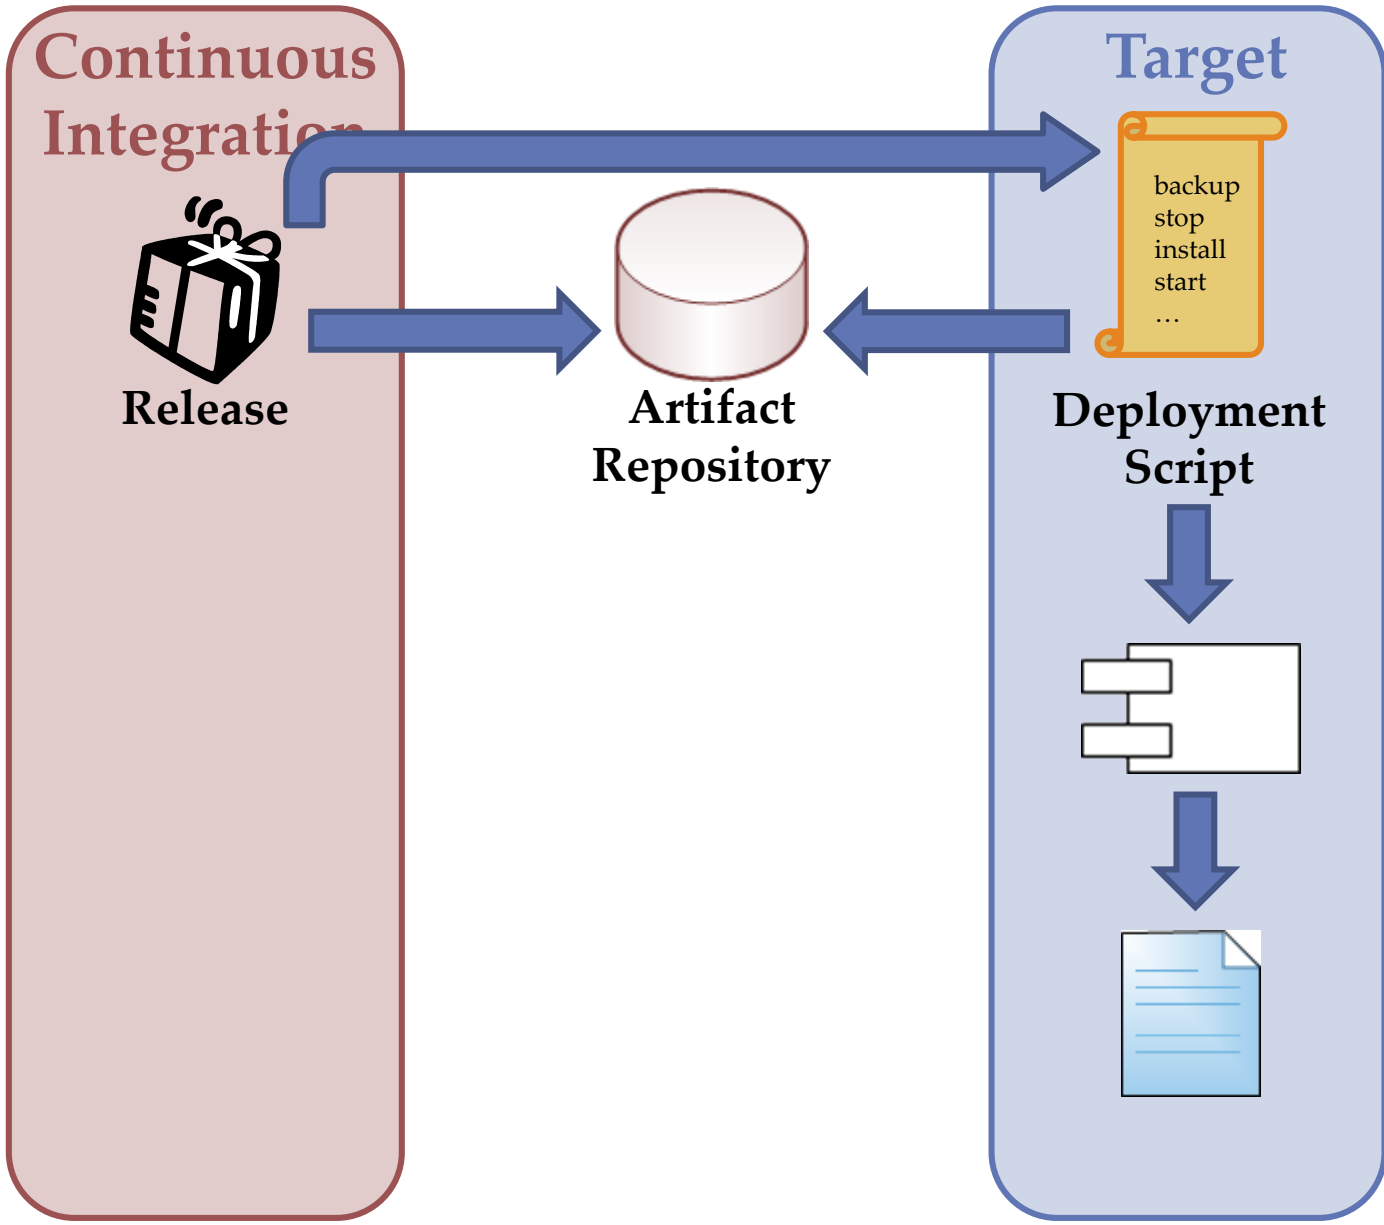 Continuous
Integration
Target
backup
stop
install
start
…
Release
Artifact
Repository
Deployment
Script